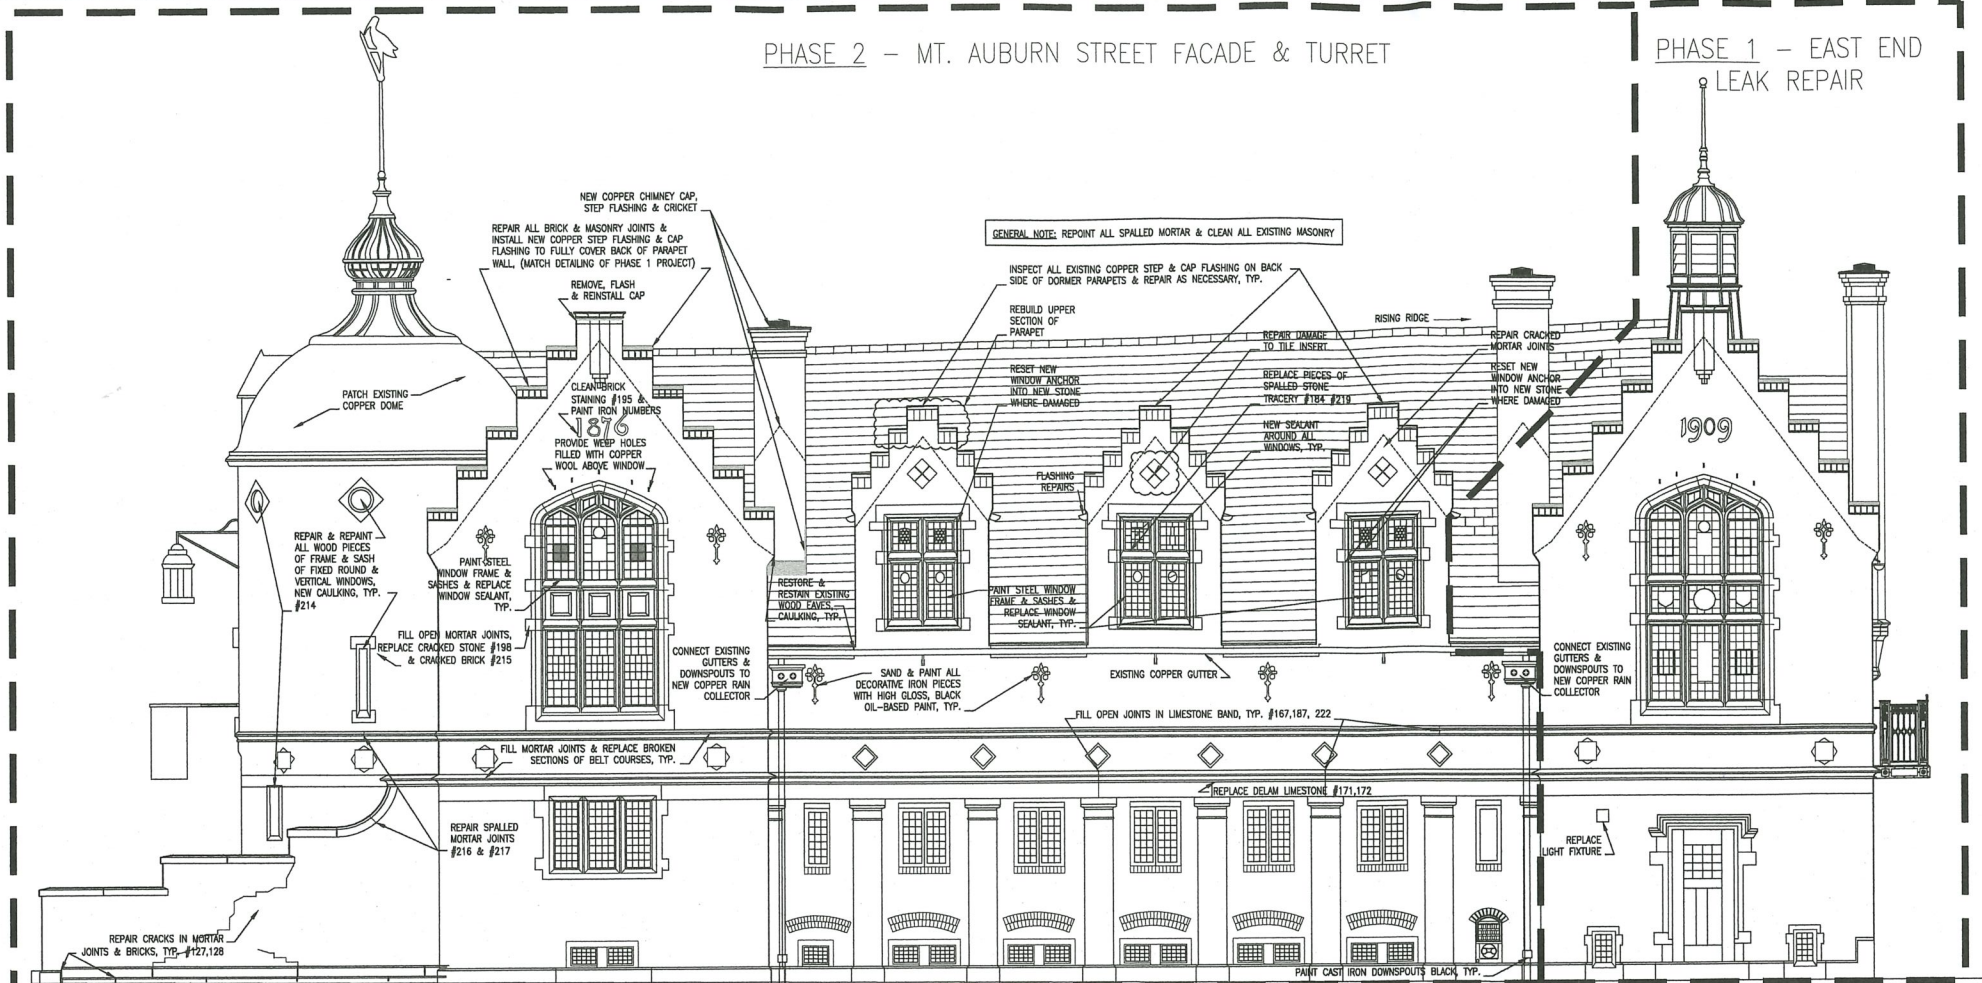 PHASE 2 - MT. AUBURN STREET FACADE & TURRET
PHASE 1 - EAST END
LEAK REPAIR
NEW COPPER CHIMNEY CAP,
STEP FLASHING & CRICKET
REPAIR ALL BRICK & MASONRY JOINTS &
INSTALL NEW COPPER STEP FLASHING & CAP
FLASHING TO FULLY COVER BACK OF PARAPET
WALL, (MATCH DETAILING OF PHASE 1 PROJECT)
REMOVE, FLASH
& REINSTALL CAP
GENERAL NOTE: REPOINT ALL SPALLED MORTAR & CLEAN ALL EXISTING MASONRY
INSPECT ALL EXISTING COPPER STEP & CAP FLASHING ON BACK
SIDE OF DORMER PARAPETS & REPAIR AS NECESSARY, TYP.
REBUILD UPPER
SECTION OF
PARAPET
RISING RIDGE
REPAIR DAMAGE
TO TILE INSERT
REPAIR CRACKED
MORTAR JOINTS
RESET NEW
WINDOW ANCHOR
INTO NEW STONE
WHERE DAMAGED
REPLACE PIECES OF
SPALLED STONE
TRACERY #184 #219
RESET NEW
WINDOW ANCHOR
INTO NEW STONE
WHERE DAMAGED
PATCH EXISTING
COPPER DOME
CLEAN BRICK
STAINING #195 &
PAINT IRON NUMBERS
1876
PROVIDE WEEP HOLES
FILLED WITH COPPER
WOOL ABOVE WINDOW
NEW SEALANT
AROUND ALL
WINDOWS, TYP.
1909
FLASHING
REPAIRS
REPAIR & REPAINT
ALL WOOD PIECES
OF FRAME & SASH
OF FIXED ROUND &
VERTICAL WINDOWS,
NEW CAULKING, TYP.
#214
PAINT STEEL
WINDOW FRAME &
SASHES & REPLACE
WINDOW SEALANT,
TYP.
RESTORE &
RESTAIN EXISTING
WOOD EAVES,
CAULKING, TYP.
PAINT STEEL WINDOW
FRAME & SASHES &
REPLACE WINDOW
SEALANT, TYP.
FILL OPEN MORTAR JOINTS,
REPLACE CRACKED STONE #198
& CRACKED BRICK #215
CONNECT EXISTING
GUTTERS &
DOWNSPOUTS TO
NEW COPPER RAIN
COLLECTOR
SAND & PAINT ALL
DECORATIVE IRON PIECES
WITH HIGH GLOSS, BLACK
OIL-BASED PAINT, TYP.
EXISTING COPPER GUTTER
CONNECT EXISTING
GUTTERS &
DOWNSPOUTS TO
NEW COPPER RAIN
COLLECTOR
FILL OPEN JOINTS IN LIMESTONE BAND, TYP. #167,187, 222
FILL MORTAR JOINTS & REPLACE BROKEN
SECTIONS OF BELT COURSES, TYP.
REPLACE DELAM LIMESTONE #171,172
REPAIR SPALLED
MORTAR JOINTS
#216 & #217
REPLACE
LIGHT FIXTURE
REPAIR CRACKS IN MORTAR
JOINTS & BRICKS, TYP. #127,128
PAINT CAST IRON DOWNSPOUTS BLACK, TYP.